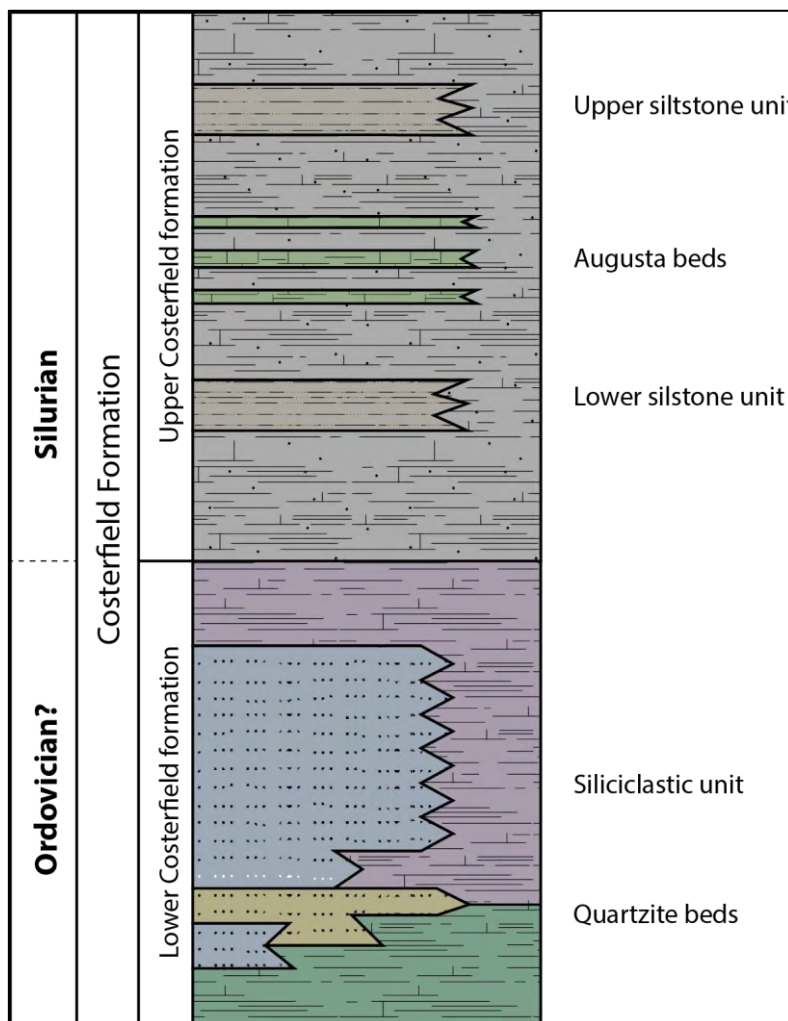 Silurian
Ordovician?
Costerfield Formation
Upper Costerfield formation
Lower Costerfield formation
Upper siltstone unit
Augusta beds
Lower silstone unit
Siliciclastic unit
Quartzite beds